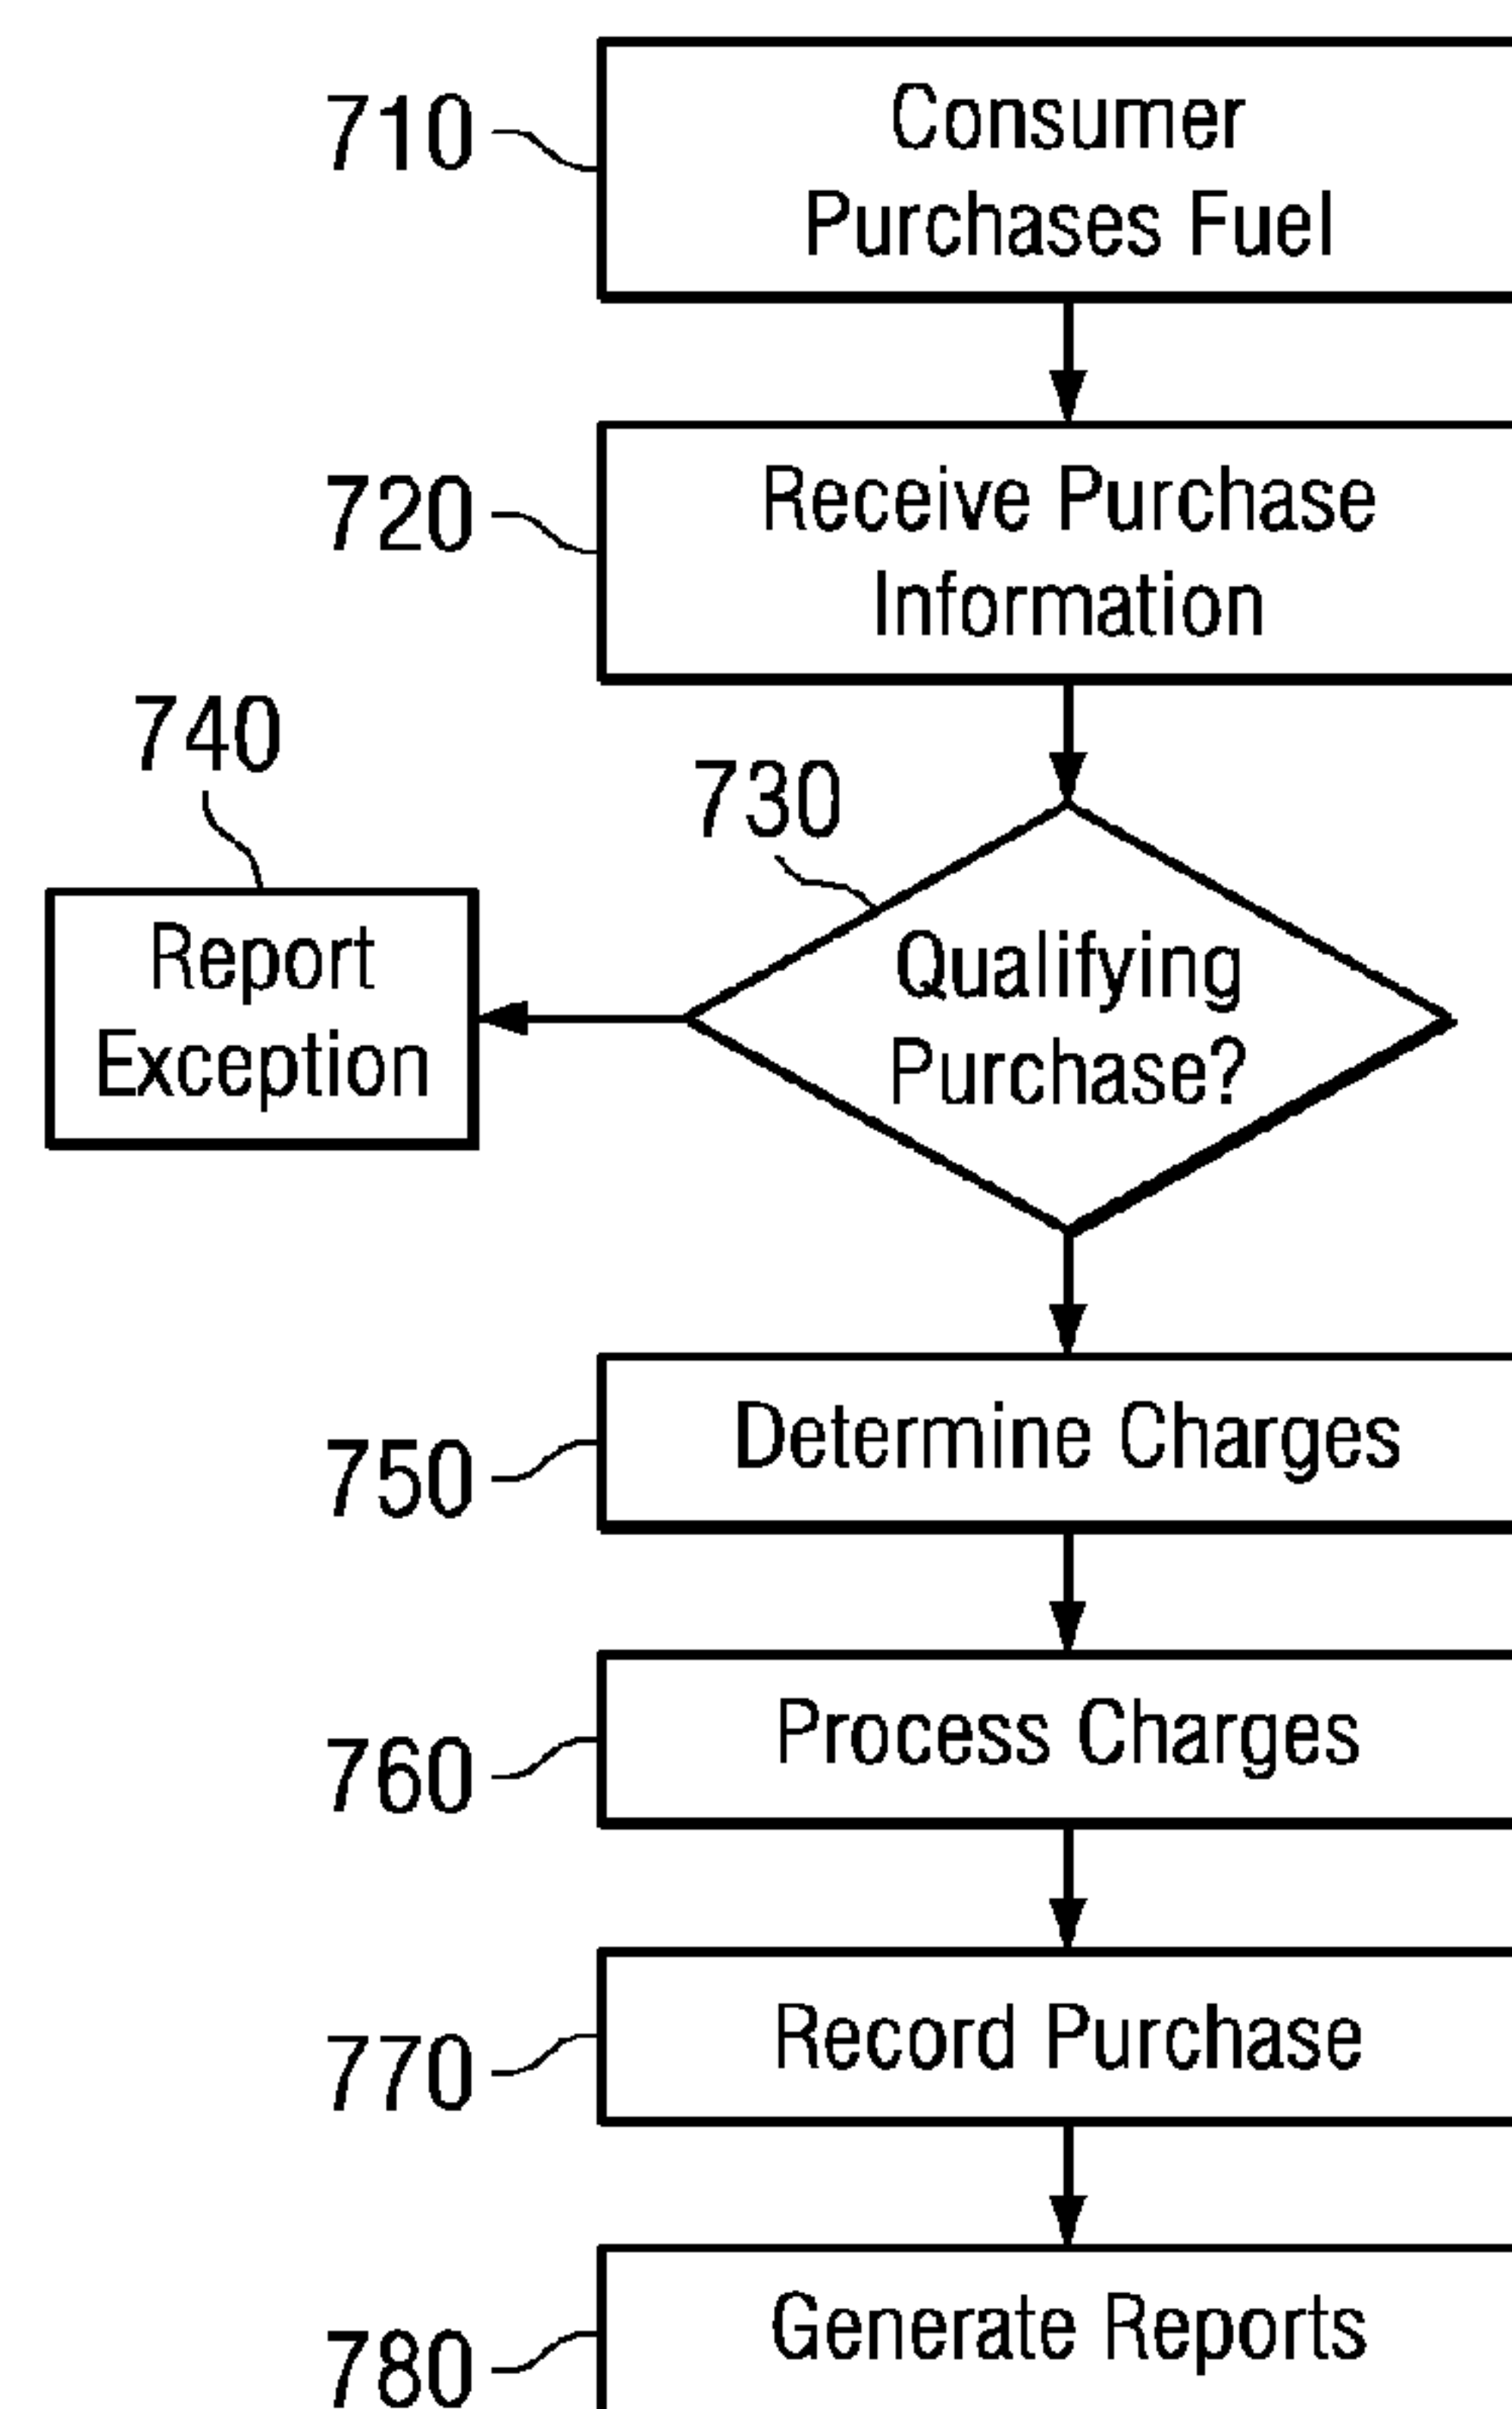 710
Consumer
Purchases Fuel
720
Receive Purchase
Information
730
Qualifying
Purchase?
740
Report
Exception
750
Determine Charges
760
Process Charges
770
Record Purchase
780
Generate Reports